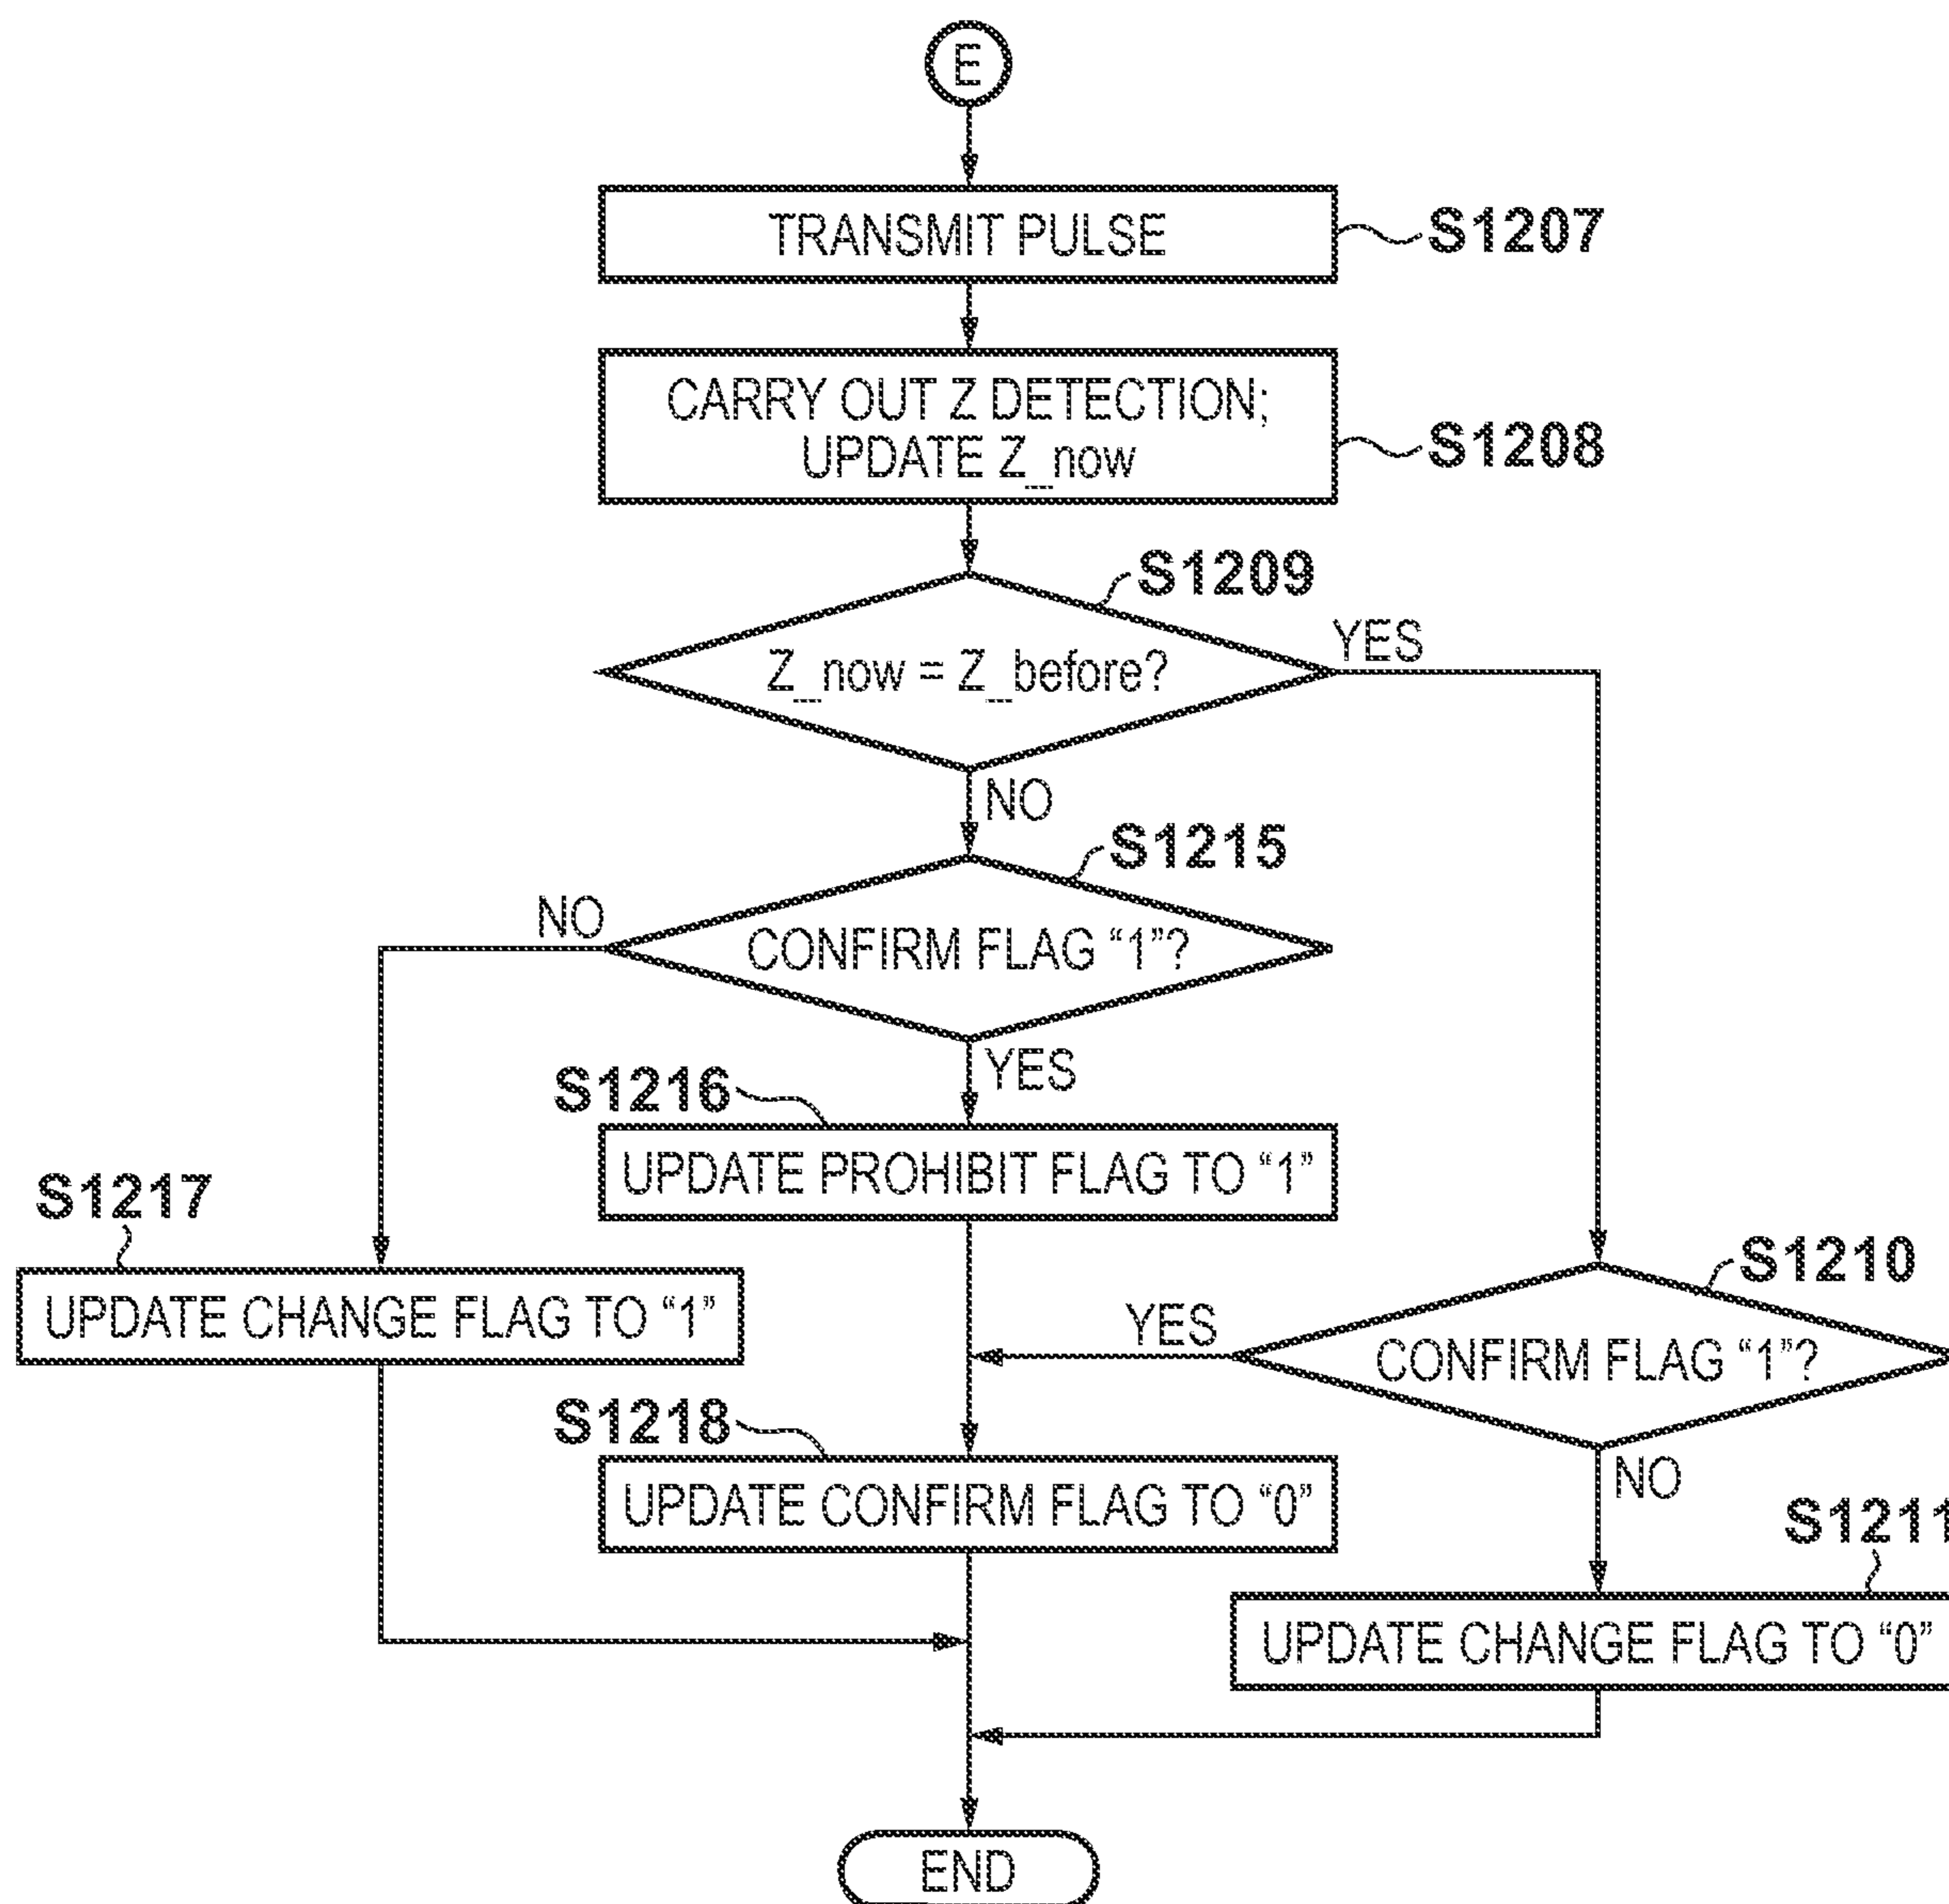 E
TRANSMIT PULSE
S1207
CARRY OUT Z DETECTION;
UPDATE Z_now
S1208
S1209
Z_now = Z_before?
YES
NO
S1215
NO
CONFIRM FLAG “1”?
YES
S1216
UPDATE PROHIBIT FLAG TO “1”
S1217
UPDATE CHANGE FLAG TO “1”
S1210
YES
CONFIRM FLAG “1”?
S1218
UPDATE CONFIRM FLAG TO “0”
NO
S1211
UPDATE CHANGE FLAG TO “0”
END